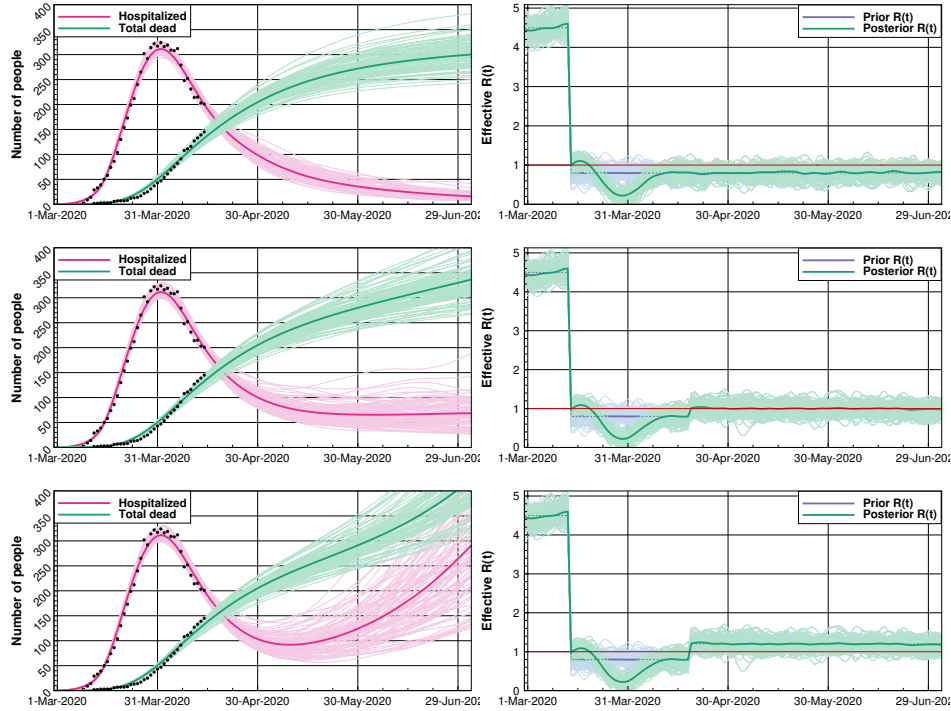 Hospitalized
Total dead
Number of people
0
50
100
150
200
250
300
350
400
1-Mar-2020
31-Mar-2020
30-Apr-2020
30-May-2020
29-Jun-202
Prior R(t)
Posterior R(t)
Effective R(t)
0
1
2
3
4
5
1-Mar-2020
31-Mar-2020
30-Apr-2020
30-May-2020
29-Jun-202
Hospitalized
Total dead
Number of people
0
50
100
150
200
250
300
350
400
1-Mar-2020
31-Mar-2020
30-Apr-2020
30-May-2020
29-Jun-202
Prior R(t)
Posterior R(t)
Effective R(t)
0
1
2
3
4
5
1-Mar-2020
31-Mar-2020
30-Apr-2020
30-May-2020
29-Jun-202
Hospitalized
Total dead
Number of people
0
50
100
150
200
250
300
350
400
1-Mar-2020
31-Mar-2020
30-Apr-2020
30-May-2020
29-Jun-202
Prior R(t)
Posterior R(t)
Effective R(t)
0
1
2
3
4
5
1-Mar-2020
31-Mar-2020
30-Apr-2020
30-May-2020
29-Jun-202